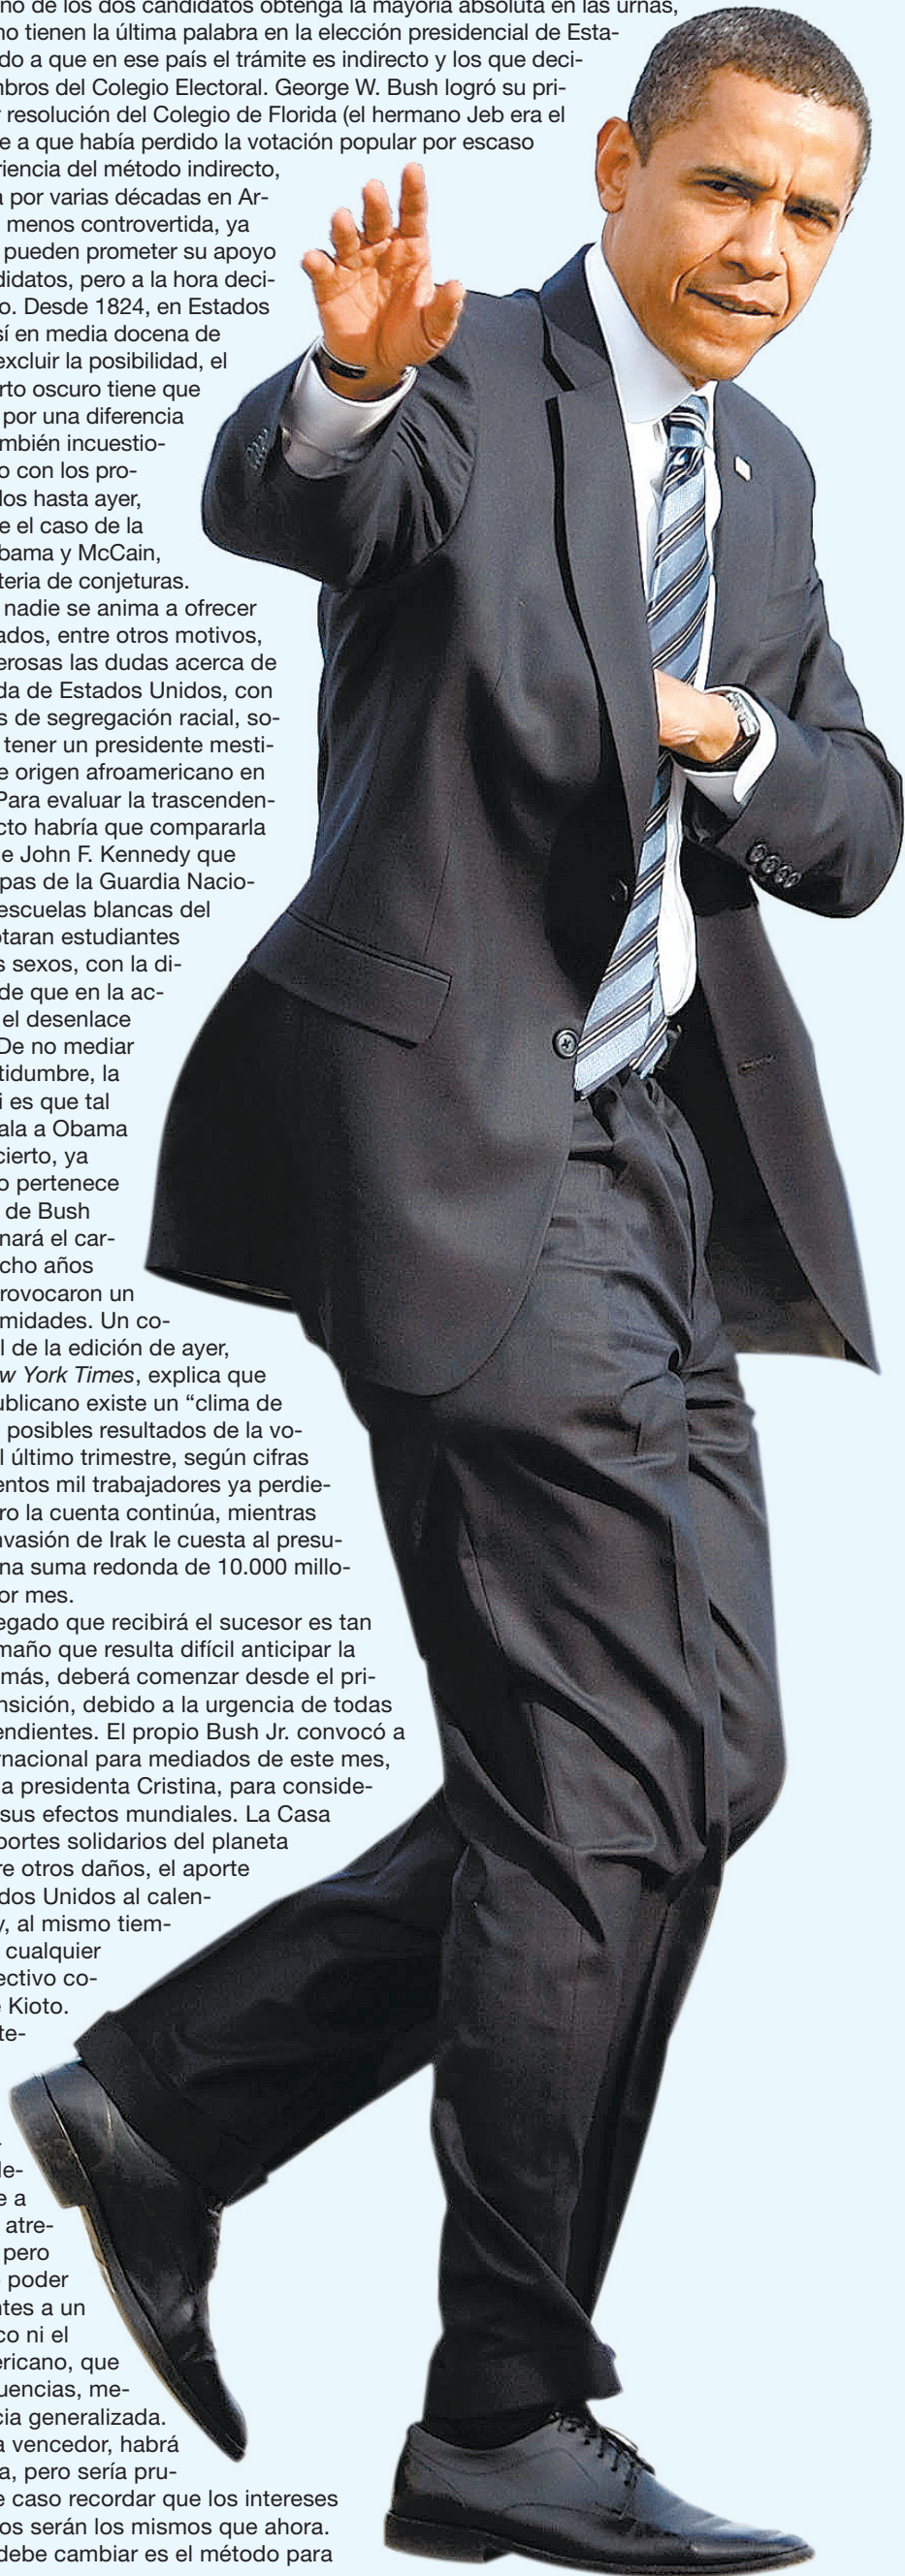 no de los dos candidatos obtenga la mayoría absoluta en las urnas,
no tienen la última palabra en la elección presidencial de Esta-
do a que en ese país el trámite es indirecto y los que deci-
mbros del Colegio Electoral. George W. Bush logró su pri-
r resolución del Colegio de Florida (el hermano Jeb era el
e a que había perdido la votación popular por escaso
riencia del método indirecto,
a por varias décadas en Ar-
menos controvertida, ya
pueden prometer su apoyo
didatos, pero a la hora deci-
o. Desde 1824, en Estados
sí en media docena de
excluir la posibilidad, el
rto oscuro tiene que
por una diferencia
mbién incuestio-
o con los pro-
dos hasta ayer,
e el caso de la
bama y McCain,
teria de conjeturas.
nadie se anima a ofrecer
ados, entre otros motivos,
erosas las dudas acerca de
da de Estados Unidos, con
s de segregación racial, so-
tener un presidente mesti-
e origen afroamericano en
Para evaluar la trascenden-
cto habría que compararla
e John F. Kennedy que
pas de la Guardia Nacio-
escuelas blancas del
ptaran estudiantes
s sexos, con la di-
de que en la ac-
el desenlace
De no mediar
tidumbre, la
i es que tal
ala a Obama
cierto, ya
o pertenece
de Bush
nará el car-
cho años
rovocaron un
midades. Un co-
l de la edición de ayer,
w York Times, explica que
ublicano existe un “clima de
posibles resultados de la vo-
l último trimestre, según cifras
entos mil trabajadores ya perdie-
ro la cuenta continúa, mientras
nvasión de Irak le cuesta al presu-
na suma redonda de 10.000 millo-
or mes.
egado que recibirá el sucesor es tan
maño que resulta difícil anticipar la
más, deberá comenzar desde el pri-
nsición, debido a la urgencia de todas
endientes. El propio Bush Jr. convocó a
rnacional para mediados de este mes,
la presidenta Cristina, para conside-
sus efectos mundiales. La Casa
portes solidarios del planeta
re otros daños, el aporte
dos Unidos al calen-
y, al mismo tiem-
cualquier
ectivo co-
e Kioto.
te-
-
le-
e a
atre-
pero
poder
ntes a un
co ni el
ericano, que
uencias, me-
cia generalizada.
a vencedor, habrá
a, pero sería pru-
e caso recordar que los intereses
os serán los mismos que ahora.
debe cambiar es el método para